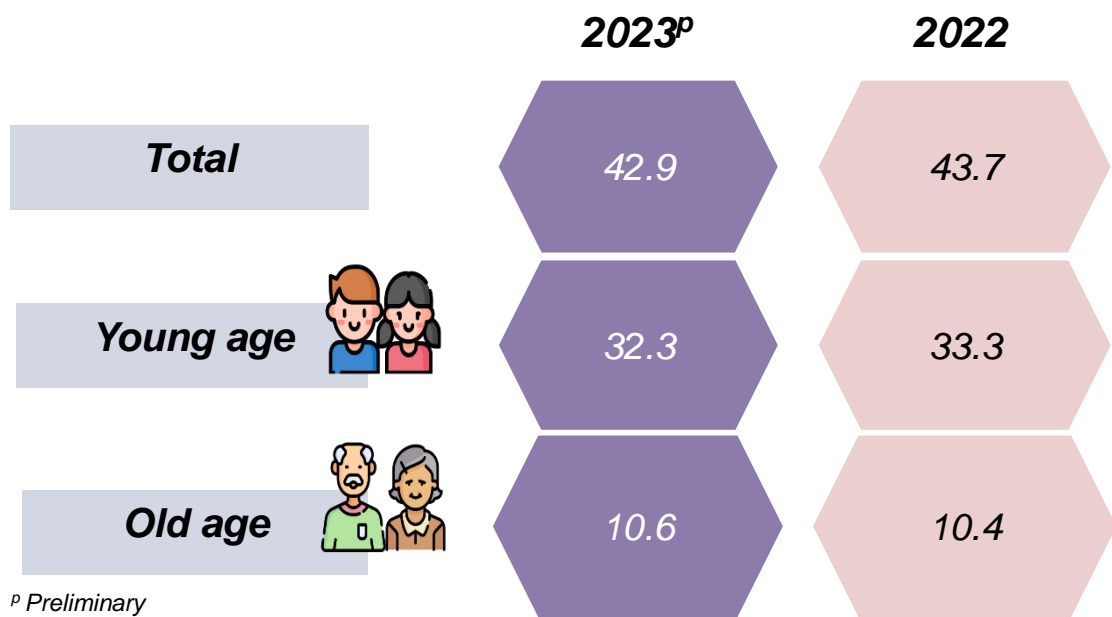 2023ᵖ 2022
Total 42.9 43.7
Young age 32.3 33.3
Old age 10.6 10.4
ᵖ Preliminary